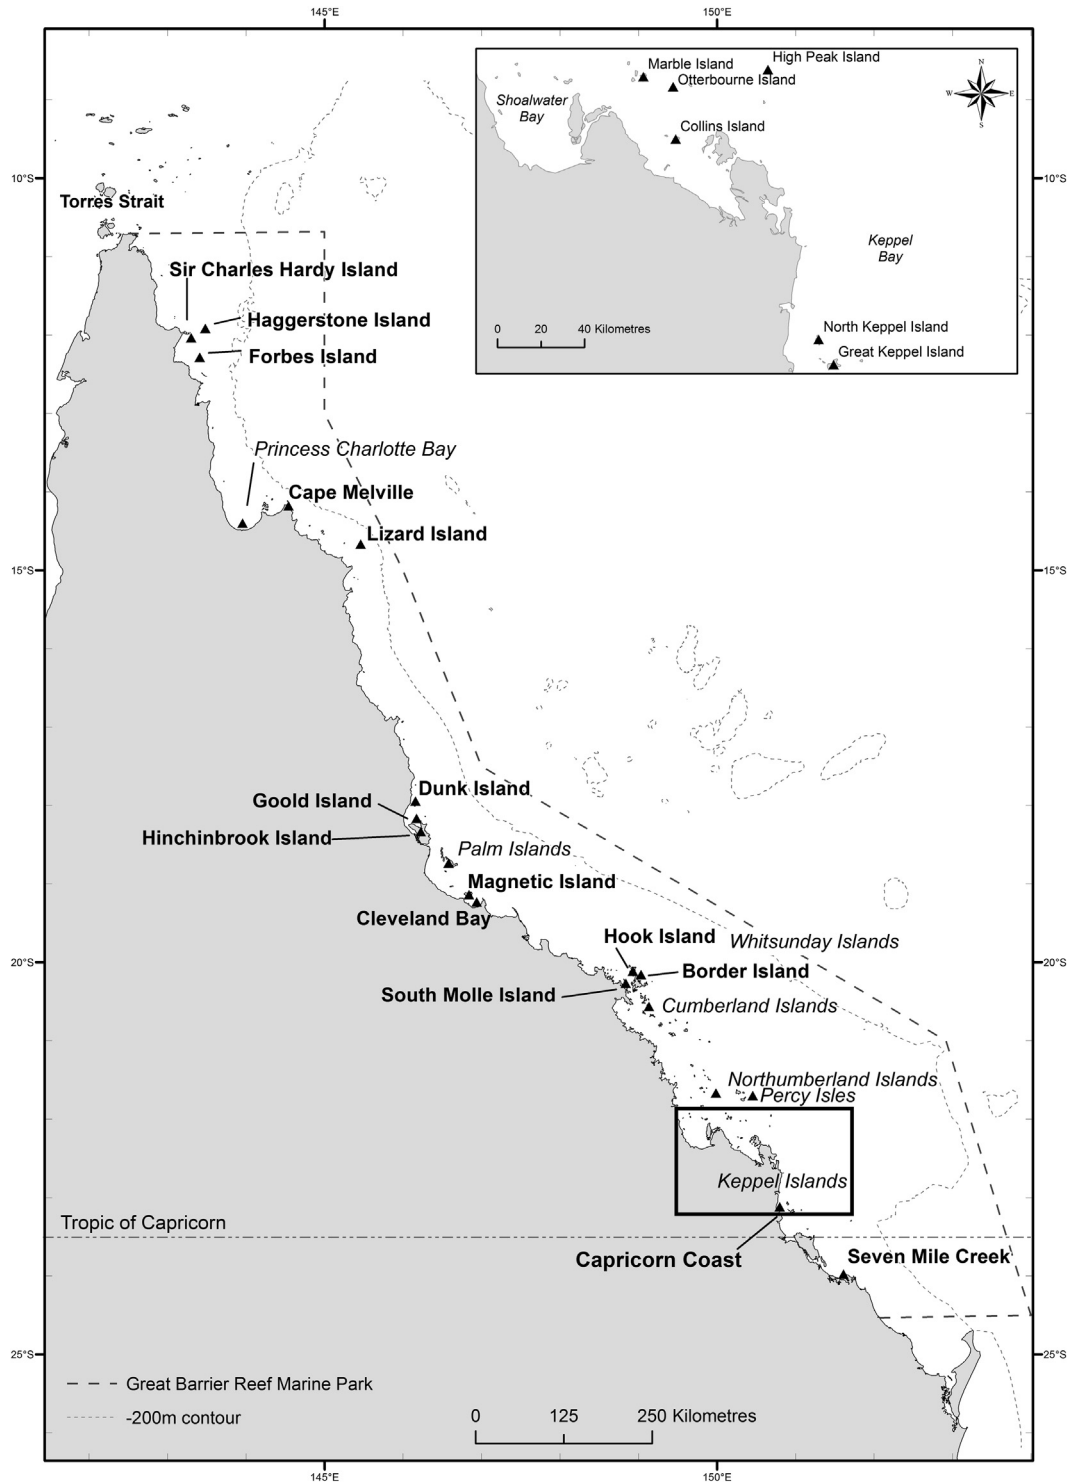 145°E
150°E
Marble Island
High Peak Island
Otterbourne Island
N
W
E
S
Shoalwater
Bay
Collins Island
Keppel
Bay
North Keppel Island
0 20 40 Kilometres
Great Keppel Island
10°S
10°S
Torres Strait
Sir Charles Hardy Island
Haggerstone Island
Forbes Island
Princess Charlotte Bay
Cape Melville
Lizard Island
15°S
15°S
Dunk Island
Goold Island
Hinchinbrook Island
Palm Islands
Magnetic Island
Cleveland Bay
Hook Island
Whitsunday Islands
20°S
20°S
Border Island
South Molle Island
Cumberland Islands
Northumberland Islands
Percy Isles
Keppel Islands
Tropic of Capricorn
Capricorn Coast
Seven Mile Creek
25°S
25°S
Great Barrier Reef Marine Park
-200m contour
0 125 250 Kilometres
145°E
150°E